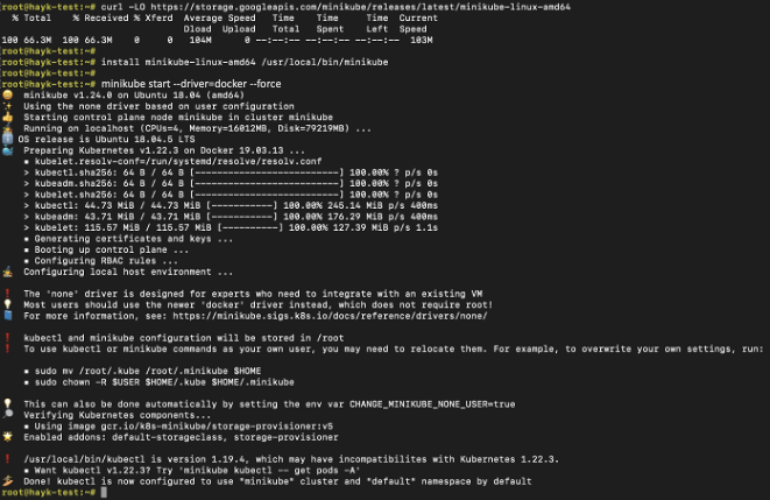 [root@hayk-test:~# curl -LO https://storage.googleapis.com/minikube/releases/latest/minikube-linux-amd64
% Total % Received % Xferd Average Speed Time Time Time Current
Dload Upload Total Spent Left Speed
100 66.3M 100 66.3M 0 0 104M 0 --:--:-- --:--:-- --:--:-- 103M
[root@hayk-test:~#
[root@hayk-test:~# install minikube-linux-amd64 /usr/local/bin/minikube
[root@hayk-test:~#
[root@hayk-test:~# minikube start --driver=docker --force
minikube v1.24.0 on Ubuntu 18.04 (amd64)
Using the none driver based on user configuration
Starting control plane node minikube in cluster minikube
Running on localhost (CPUs=4, Memory=16012MB, Disk=79219MB) ...
OS release is Ubuntu 18.04.5 LTS
Preparing Kubernetes v1.22.3 on Docker 19.03.13 ...
▪ kubelet.resolv-conf=/run/systemd/resolve/resolv.conf
> kubectl.sha256: 64 B / 64 B [--------------------------] 100.00% ? p/s 0s
> kubeadm.sha256: 64 B / 64 B [--------------------------] 100.00% ? p/s 0s
> kubelet.sha256: 64 B / 64 B [--------------------------] 100.00% ? p/s 0s
> kubectl: 44.73 MiB / 44.73 MiB [-----------] 100.00% 245.14 MiB p/s 400ms
> kubeadm: 43.71 MiB / 43.71 MiB [-----------] 100.00% 176.29 MiB p/s 400ms
> kubelet: 115.57 MiB / 115.57 MiB [----------] 100.00% 127.39 MiB p/s 1.1s
▪ Generating certificates and keys ...
▪ Booting up control plane ...
▪ Configuring RBAC rules ...
Configuring local host environment ...
❗ The 'none' driver is designed for experts who need to integrate with an existing VM
Most users should use the newer 'docker' driver instead, which does not require root!
For more information, see: https://minikube.sigs.k8s.io/docs/reference/drivers/none/
❗ kubectl and minikube configuration will be stored in /root
❗ To use kubectl or minikube commands as your own user, you may need to relocate them. For example, to overwrite your own settings, run:
▪ sudo mv /root/.kube /root/.minikube $HOME
▪ sudo chown -R $USER $HOME/.kube $HOME/.minikube
This can also be done automatically by setting the env var CHANGE_MINIKUBE_NONE_USER=true
Verifying Kubernetes components...
▪ Using image gcr.io/k8s-minikube/storage-provisioner:v5
Enabled addons: default-storageclass, storage-provisioner
❗ /usr/local/bin/kubectl is version 1.19.4, which may have incompatibilites with Kubernetes 1.22.3.
▪ Want kubectl v1.22.3? Try 'minikube kubectl -- get pods -A'
Done! kubectl is now configured to use "minikube" cluster and "default" namespace by default
root@hayk-test:~#